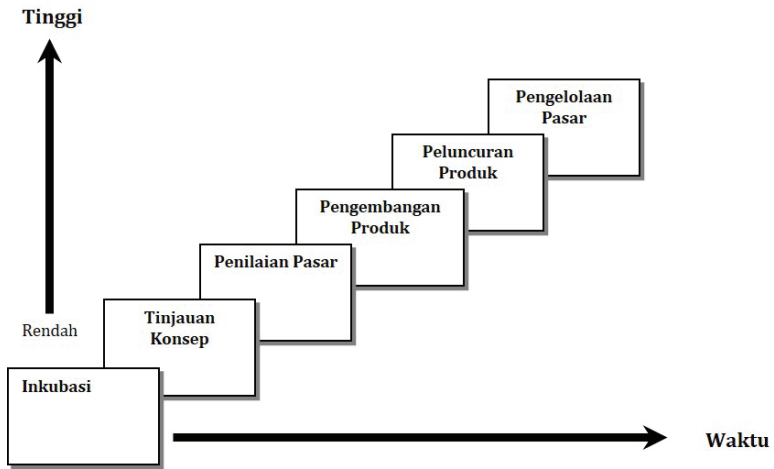 Tinggi
Pengelolaan
Pasar
Peluncuran
Produk
Pengembangan
Produk
Penilaian Pasar
Tinjauan
Konsep
Rendah
Inkubasi
Waktu